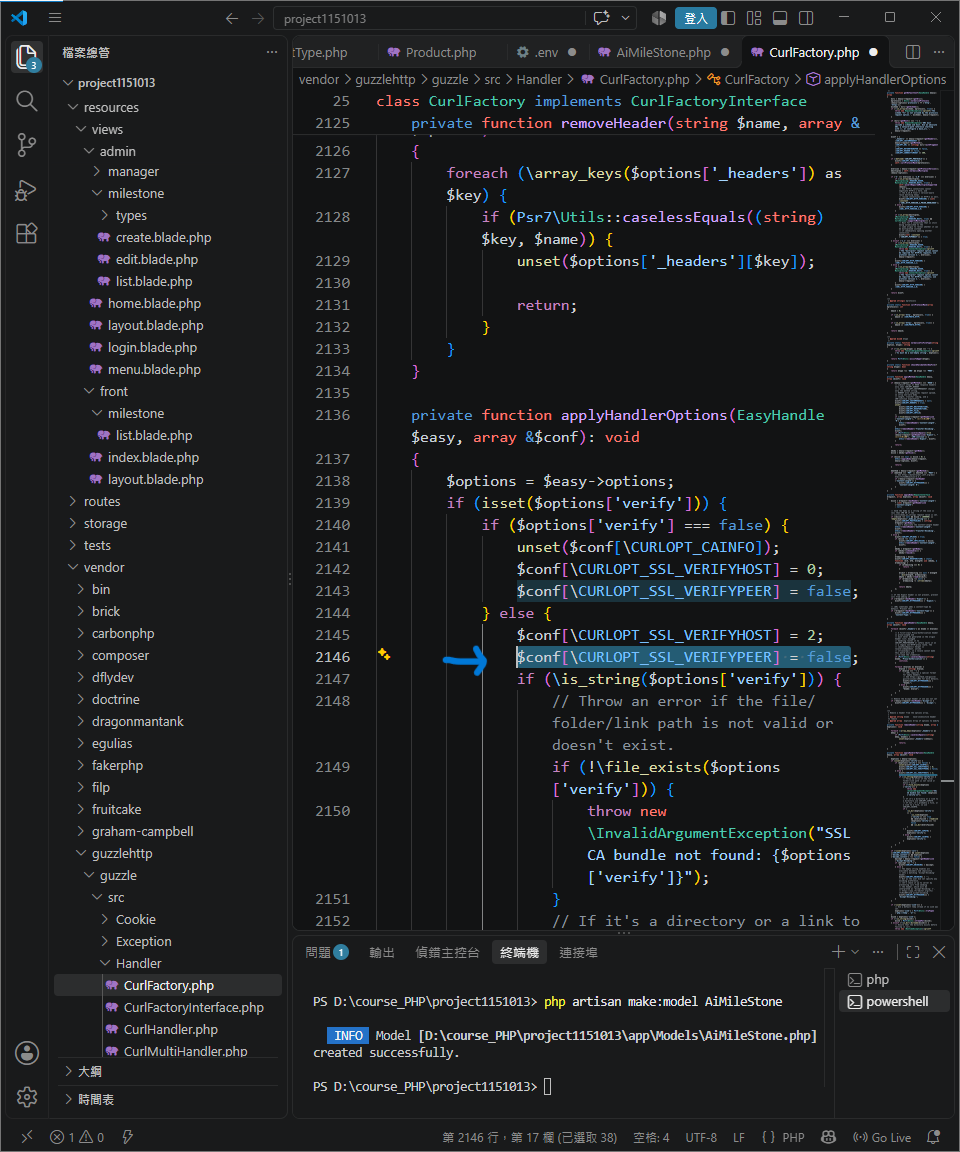 project1151013
登入
檔案總管
project1151013
resources
views
admin
manager
milestone
types
create.blade.php
edit.blade.php
list.blade.php
home.blade.php
layout.blade.php
login.blade.php
menu.blade.php
front
milestone
list.blade.php
index.blade.php
layout.blade.php
routes
storage
tests
vendor
bin
brick
carbonphp
composer
dflydev
doctrine
dragonmantank
egulias
fakerphp
filp
fruitcake
graham-campbell
guzzlehttp
guzzle
src
Cookie
Exception
Handler
CurlFactory.php
CurlFactoryInterface.php
CurlHandler.php
CurlMultiHandler.php
大綱
時間表
3
tType.php Product.php .env AiMileStone.php CurlFactory.php
vendor > guzzlehttp > guzzle > src > Handler > CurlFactory.php > CurlFactory > applyHandlerOptions
25 class CurlFactory implements CurlFactoryInterface
2125 private function removeHeader(string $name, array &
2126 {
2127 foreach (\array_keys($options['_headers']) as
$key) {
2128 if (Psr7\Utils::caselessEquals((string)
$key, $name)) {
2129 unset($options['_headers'][$key]);
2130
2131 return;
2132 }
2133 }
2134 }
2135
2136 private function applyHandlerOptions(EasyHandle
$easy, array &$conf): void
2137 {
2138 $options = $easy->options;
2139 if (isset($options['verify'])) {
2140 if ($options['verify'] === false) {
2141 unset($conf[\CURLOPT_CAINFO]);
2142 $conf[\CURLOPT_SSL_VERIFYHOST] = 0;
2143 $conf[\CURLOPT_SSL_VERIFYPEER] = false;
2144 } else {
2145 $conf[\CURLOPT_SSL_VERIFYHOST] = 2;
2146 $conf[\CURLOPT_SSL_VERIFYPEER] = false;
2147 if (\is_string($options['verify'])) {
2148 // Throw an error if the file/
folder/link path is not valid or
doesn't exist.
2149 if (!\file_exists($options
['verify'])) {
2150 throw new
\InvalidArgumentException("SSL
CA bundle not found: {$options
['verify']}");
2151 }
2152 // If it's a directory or a link to
問題 1 輸出 偵錯主控台 終端機 連接埠
PS D:\course_PHP\project1151013> php artisan make:model AiMileStone
INFO Model [D:\course_PHP\project1151013\app\Models\AiMileStone.php]
created successfully.
PS D:\course_PHP\project1151013>
php
powershell
1 0
第 2146 行，第 17 欄 (已選取 38) 空格: 4 UTF-8 LF { } PHP Go Live